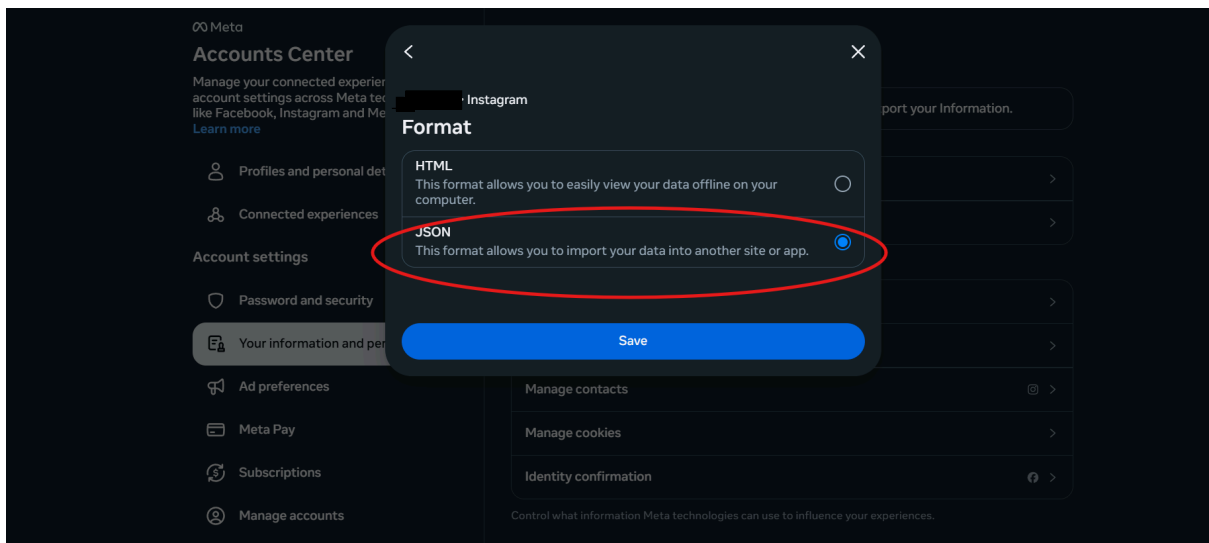 Meta
Accounts Center
Manage your connected experien
account settings across Meta tec
like Facebook, Instagram and Me
Learn more
Profiles and personal det
Connected experiences
Account settings
Password and security
Your information and per
Ad preferences
Meta Pay
Subscriptions
Manage accounts
Instagram
Format
HTML
This format allows you to easily view your data offline on your
computer.
JSON
This format allows you to import your data into another site or app.
Save
port your Information.
Manage contacts
Manage cookies
Identity confirmation
Control what information Meta technologies can use to influence your experiences.